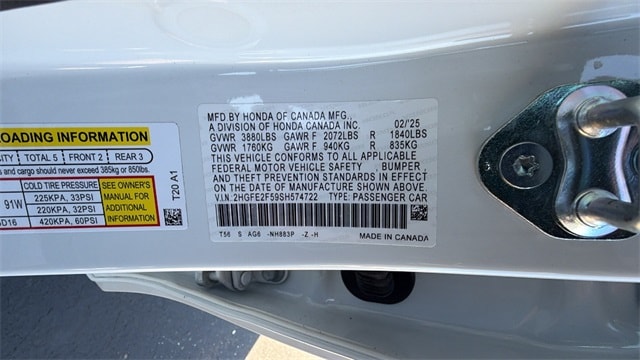 LOADING INFORMATION
TOTAL 5 FRONT 2 REAR 3
and cargo should never exceed 385kg or 850lbs.
COLD TIRE PRESSURE
SEE OWNER'S
MANUAL FOR
ADDITIONAL
INFORMATION
91W 225KPA, 33PSI
220KPA, 32PSI
420KPA, 60PSI
T20 A1
MFD BY HONDA OF CANADA MFG.,
A DIVISION OF HONDA CANADA INC. 02/'25
GVWR 3880LBS GAWR F 2072LBS R 1840LBS
GVWR 1760KG GAWR F 940KG R 835KG
THIS VEHICLE CONFORMS TO ALL APPLICABLE
FEDERAL MOTOR VEHICLE SAFETY , BUMPER
AND THEFT PREVENTION STANDARDS IN EFFECT
ON THE DATE OF MANUFACTURE SHOWN ABOVE.
V.I.N. 2HGFE2F59SH574722 TYPE: PASSENGER CAR
T56 S AG6 -NH883P -Z -H
MADE IN CANADA